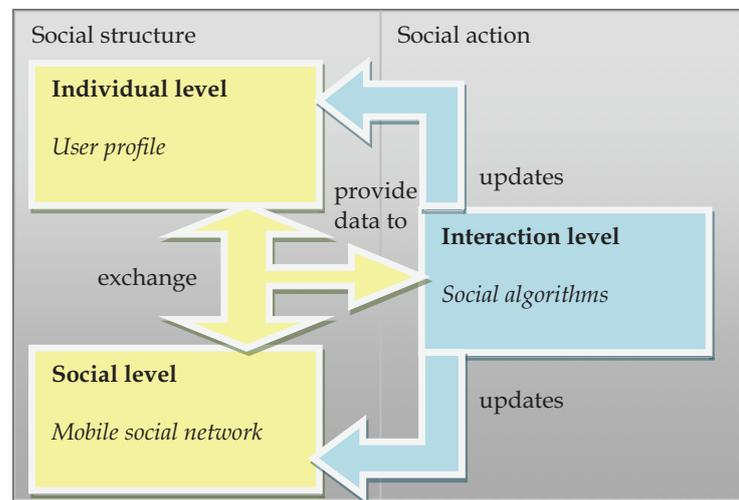 Social structure
Social action
Individual level
User profile
updates
provide
data to
Interaction level
Social algorithms
exchange
Social level
Mobile social network
updates